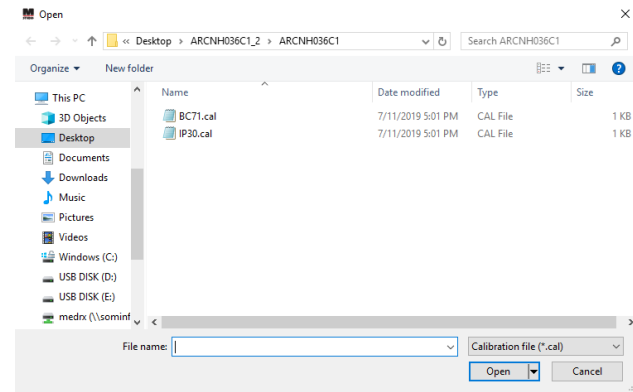 Open
« Desktop > ARCNH036C1_2 > ARCNH036C1
Search ARCNH036C1
Organize
New folder
Name Date modified Type Size
This PC
3D Objects
Desktop
Documents
Downloads
Music
Pictures
Videos
Windows (C:)
USB DISK (D:)
USB DISK (E:)
medrx (\\sominf
BC71.cal 7/11/2019 5:01 PM CAL File 1 KB
IP30.cal 7/11/2019 5:01 PM CAL File 1 KB
File name:
Calibration file (*.cal)
Open
Cancel